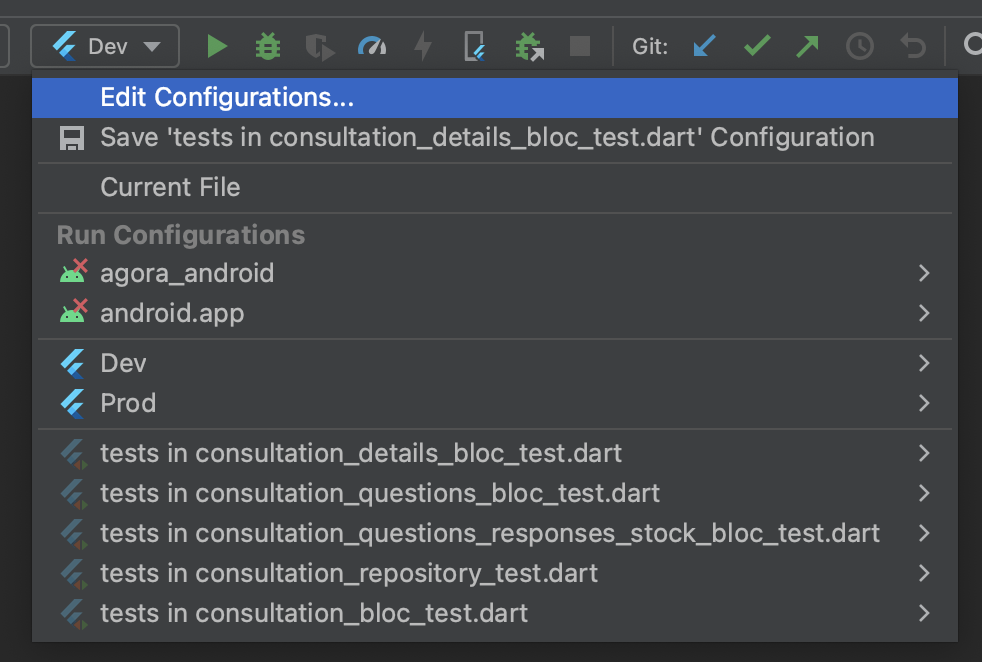 Dev
Git:
Edit Configurations...
Save 'tests in consultation_details_bloc_test.dart' Configuration
Current File
Run Configurations
agora_android
android.app
Dev
Prod
tests in consultation_details_bloc_test.dart
tests in consultation_questions_bloc_test.dart
tests in consultation_questions_responses_stock_bloc_test.dart
tests in consultation_repository_test.dart
tests in consultation_bloc_test.dart